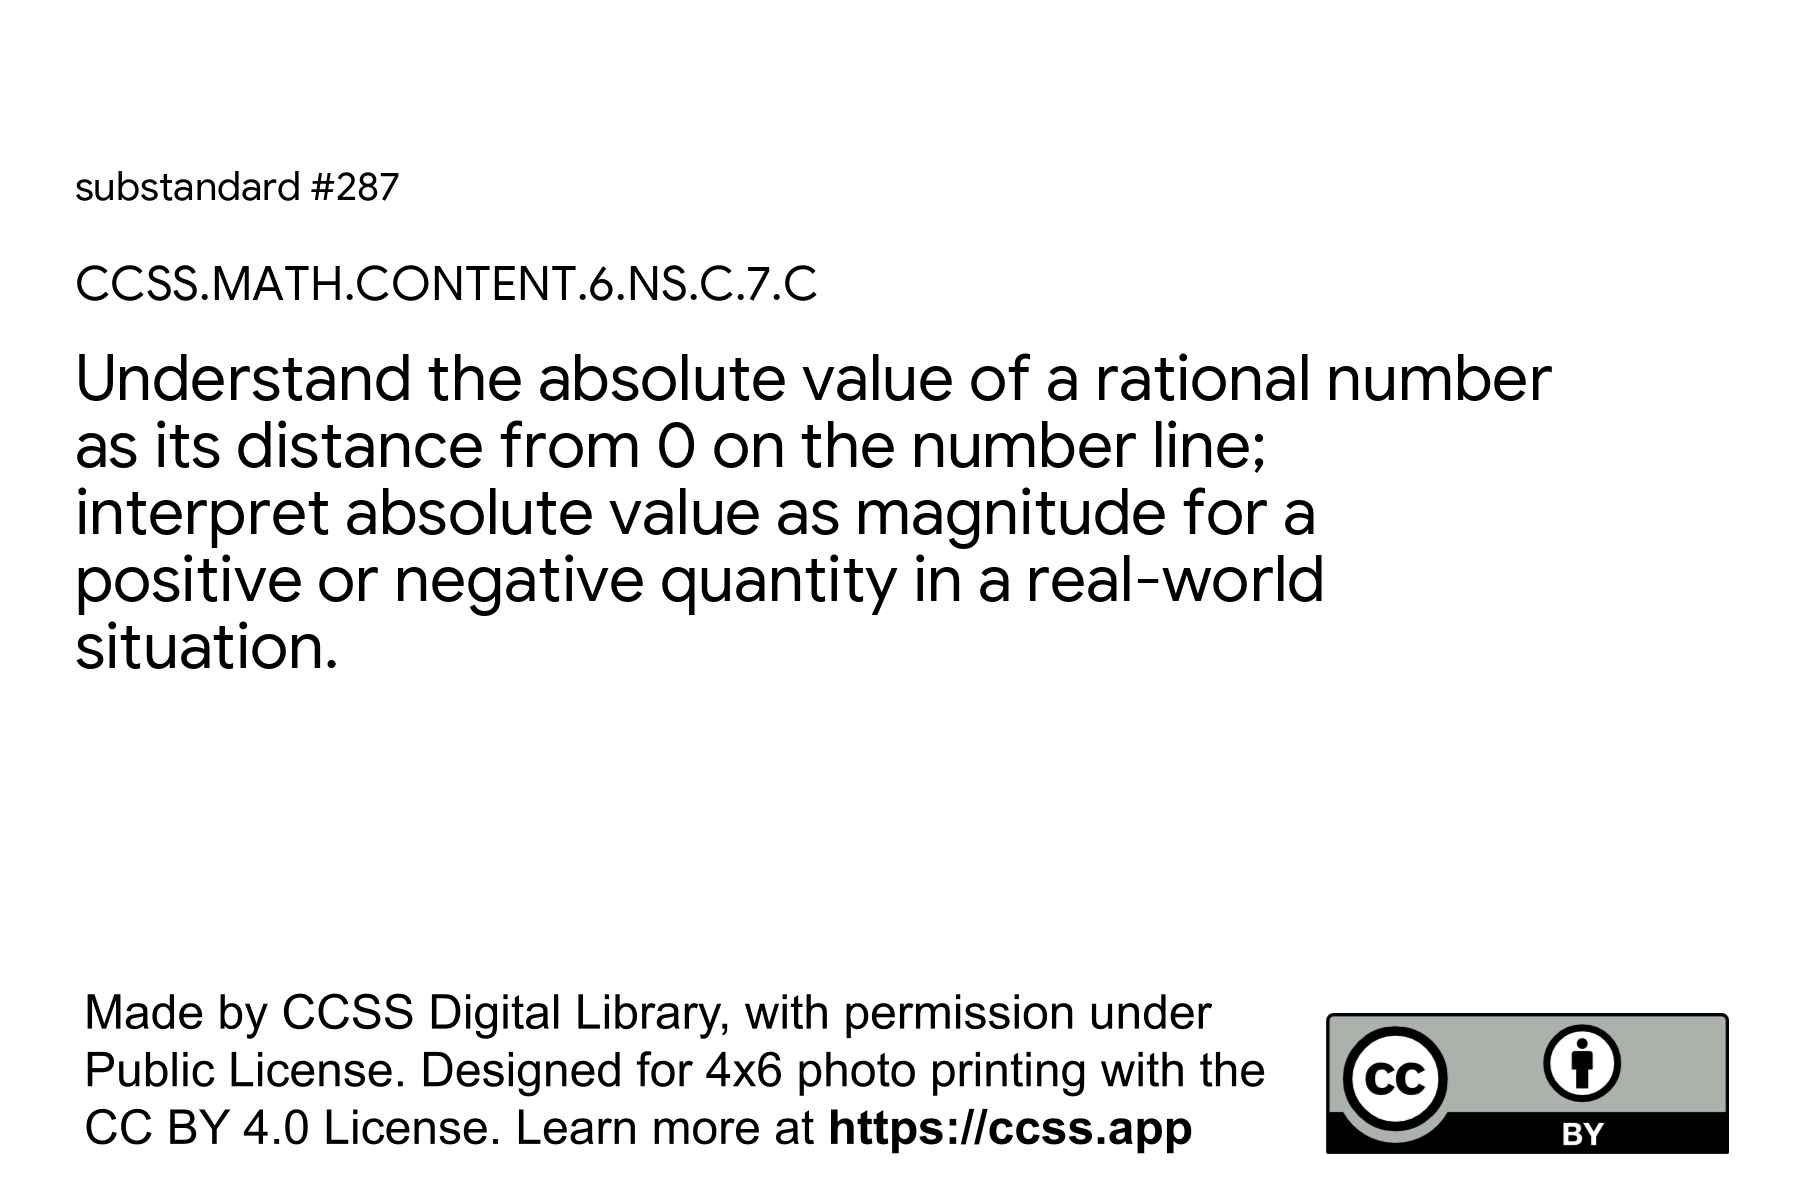 substandard #287
CCSS.MATH.CONTENT.6.NS.C.7.C
Understand the absolute value of a rational number
as its distance from 0 on the number line;
interpret absolute value as magnitude for a
positive or negative quantity in a real-world
situation.
Made by CCSS Digital Library, with permission under
Public License. Designed for 4x6 photo printing with the
CC BY 4.0 License. Learn more at https://ccss.app
cc
BY